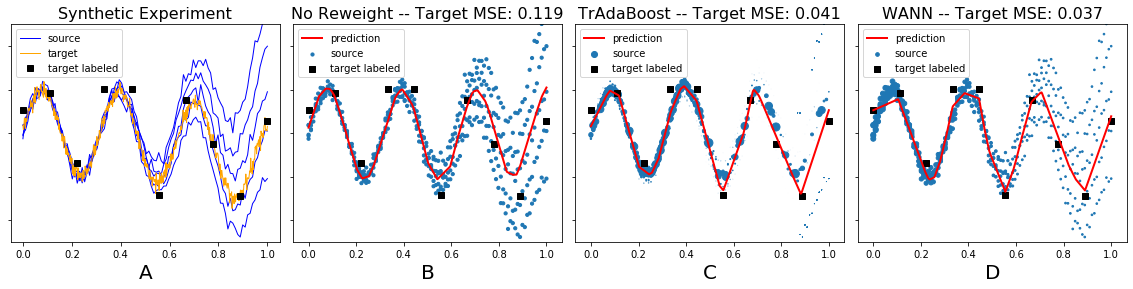 Synthetic Experiment
source
target
target labeled
0.0 0.2 0.4 0.6 0.8 1.0
A
No Reweight -- Target MSE: 0.119
prediction
source
target labeled
0.0 0.2 0.4 0.6 0.8 1.0
B
TrAdaBoost -- Target MSE: 0.041
prediction
source
target labeled
0.0 0.2 0.4 0.6 0.8 1.0
C
WANN -- Target MSE: 0.037
prediction
source
target labeled
0.0 0.2 0.4 0.6 0.8 1.0
D